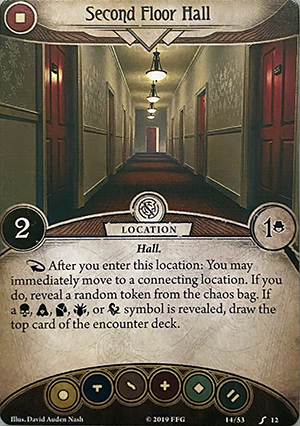 Second Floor Hall
2
LOCATION
1
Hall.
After you enter this location: You may
immediately move to a connecting location. If you
do, reveal a random token from the chaos bag. If
a , , , , or symbol is revealed, draw the
top card of the encounter deck.
Illus. David Auden Nash
© 2019 FFG
14/53
12